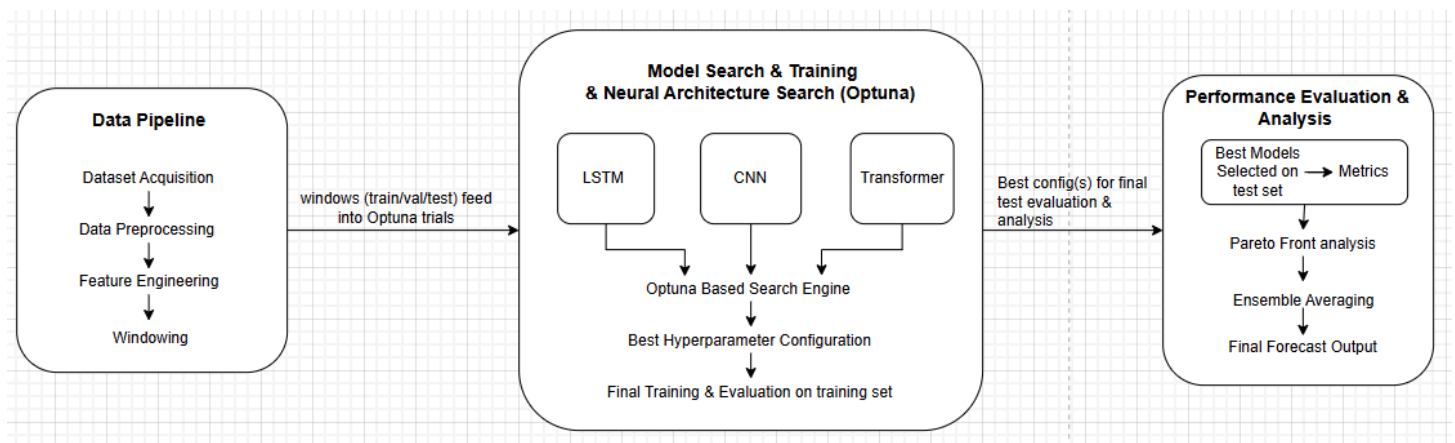 Data Pipeline
Dataset Acquisition
Data Preprocessing
Feature Engineering
Windowing
windows (train/val/test) feed
into Optuna trials
Model Search & Training
& Neural Architecture Search (Optuna)
LSTM
CNN
Transformer
Optuna Based Search Engine
Best Hyperparameter Configuration
Final Training & Evaluation on training set
Best config(s) for final
test evaluation &
analysis
Performance Evaluation &
Analysis
Best Models
Selected on
test set
Metrics
Pareto Front analysis
Ensemble Averaging
Final Forecast Output